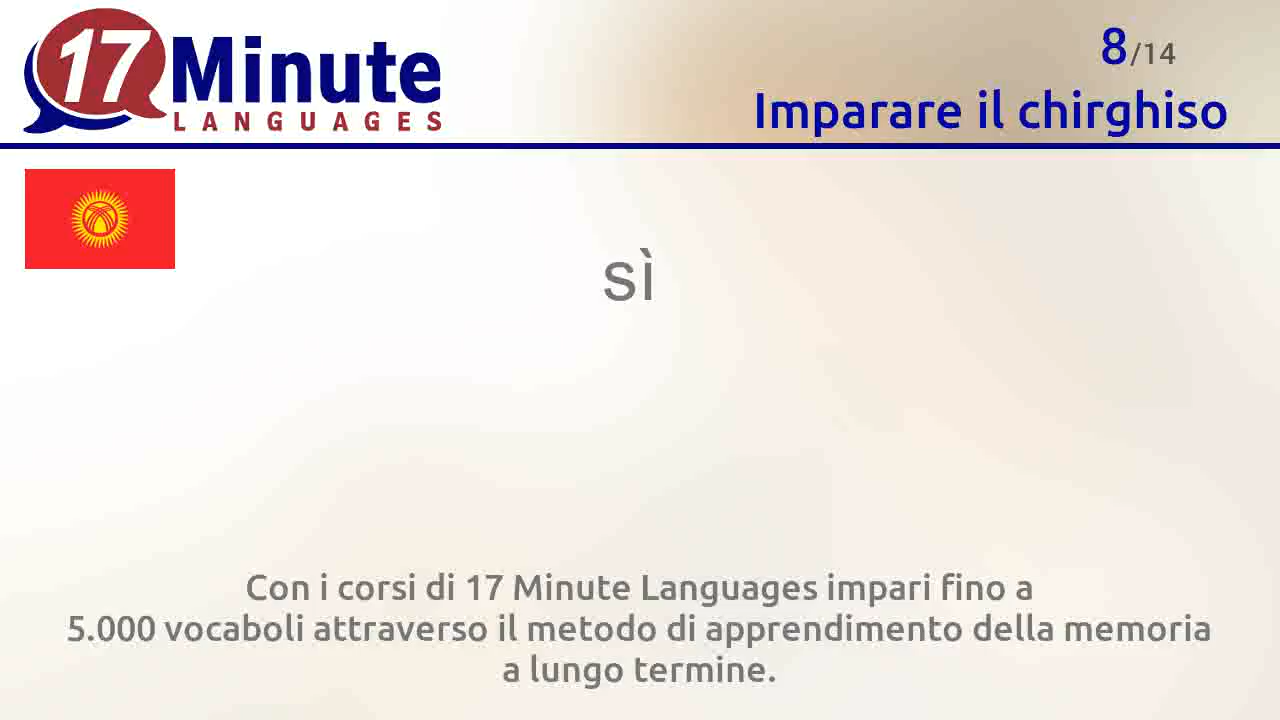 17 Minute
LANGUAGES
8/14
Imparare il chirghiso
sì
Con i corsi di 17 Minute Languages impari fino a
5.000 vocaboli attraverso il metodo di apprendimento della memoria
a lungo termine.